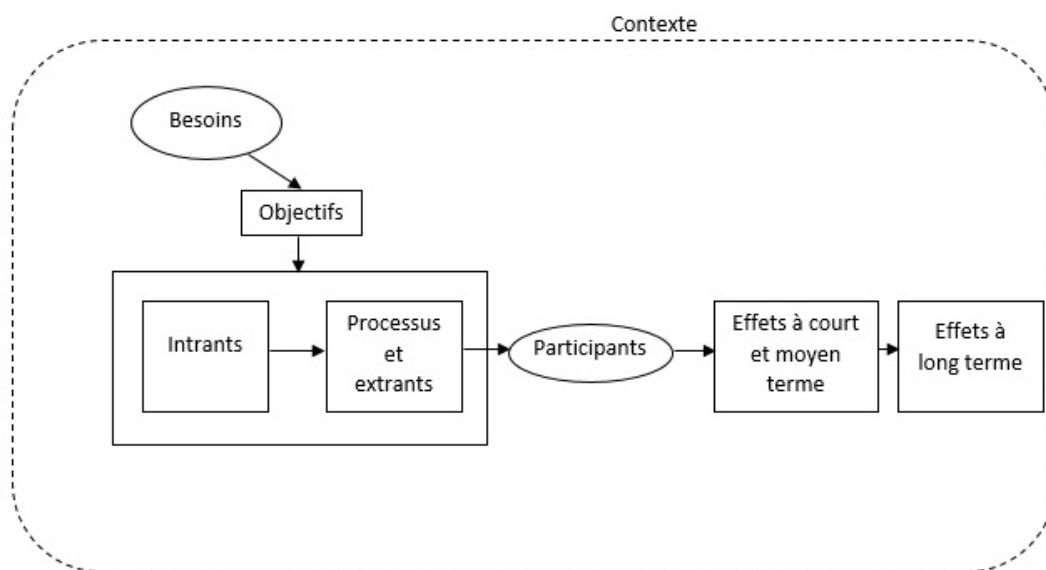 Contexte
Besoins
Objectifs
Intrants
Processus
et
extrants
Participants
Effets à court
et moyen
terme
Effets à
long terme